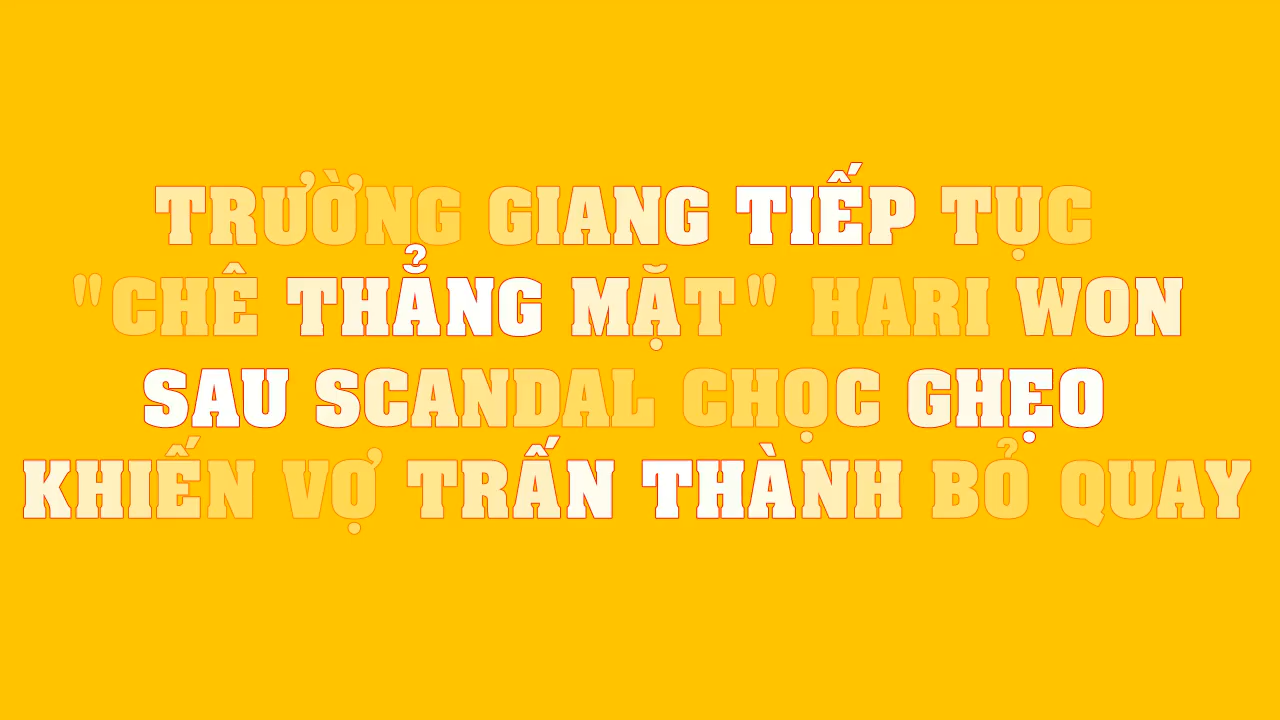 TRƯỜNG GIANG TIẾP TỤC
"CHÊ THẲNG MẶT" HARI WON
SAU SCANDAL CHỌC GHẸO
KHIẾN VỢ TRẤN THÀNH BỎ QUAY